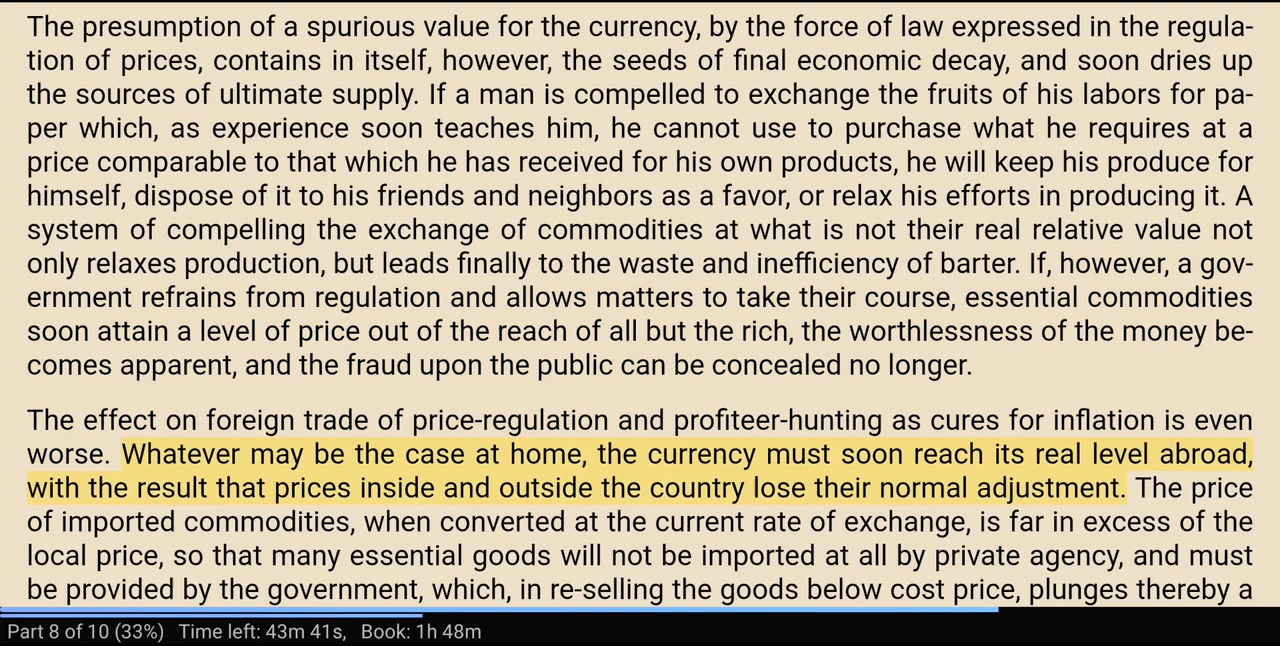 The presumption of a spurious value for the currency, by the force of law expressed in the regula-
tion of prices, contains in itself, however, the seeds of final economic decay, and soon dries up
the sources of ultimate supply. If a man is compelled to exchange the fruits of his labors for pa-
per which, as experience soon teaches him, he cannot use to purchase what he requires at a
price comparable to that which he has received for his own products, he will keep his produce for
himself, dispose of it to his friends and neighbors as a favor, or relax his efforts in producing it. A
system of compelling the exchange of commodities at what is not their real relative value not
only relaxes production, but leads finally to the waste and inefficiency of barter. If, however, a gov-
ernment refrains from regulation and allows matters to take their course, essential commodities
soon attain a level of price out of the reach of all but the rich, the worthlessness of the money be-
comes apparent, and the fraud upon the public can be concealed no longer.
The effect on foreign trade of price-regulation and profiteer-hunting as cures for inflation is even
worse. Whatever may be the case at home, the currency must soon reach its real level abroad,
with the result that prices inside and outside the country lose their normal adjustment. The price
of imported commodities, when converted at the current rate of exchange, is far in excess of the
local price, so that many essential goods will not be imported at all by private agency, and must
be provided by the government, which, in re-selling the goods below cost price, plunges thereby a
Part 8 of 10 (33%) Time left: 43m 41s, Book: 1h 48m